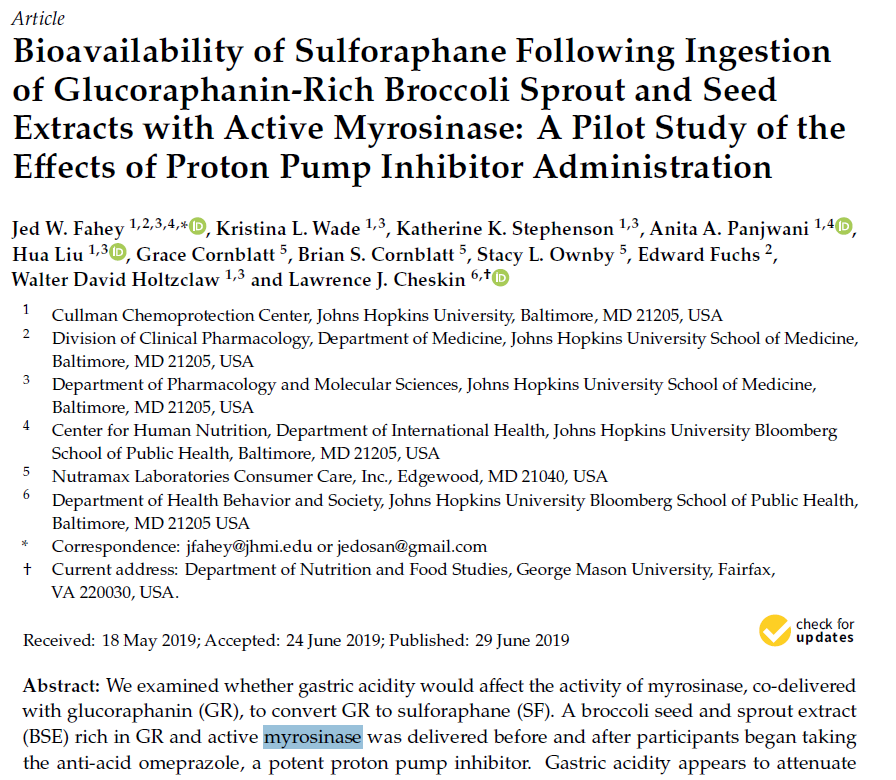 Article
Bioavailability of Sulforaphane Following Ingestion
of Glucoraphanin-Rich Broccoli Sprout and Seed
Extracts with Active Myrosinase: A Pilot Study of the
Effects of Proton Pump Inhibitor Administration
Jed W. Fahey 1,2,3,4,* iD, Kristina L. Wade 1,3, Katherine K. Stephenson 1,3, Anita A. Panjwani 1,4 iD,
Hua Liu 1,3 iD, Grace Cornblatt 5, Brian S. Cornblatt 5, Stacy L. Ownby 5, Edward Fuchs 2,
Walter David Holtzclaw 1,3 and Lawrence J. Cheskin 6,† iD
1 Cullman Chemoprotection Center, Johns Hopkins University, Baltimore, MD 21205, USA
2 Division of Clinical Pharmacology, Department of Medicine, Johns Hopkins University School of Medicine,
Baltimore, MD 21205, USA
3 Department of Pharmacology and Molecular Sciences, Johns Hopkins University School of Medicine,
Baltimore, MD 21205, USA
4 Center for Human Nutrition, Department of International Health, Johns Hopkins University Bloomberg
School of Public Health, Baltimore, MD 21205, USA
5 Nutramax Laboratories Consumer Care, Inc., Edgewood, MD 21040, USA
6 Department of Health Behavior and Society, Johns Hopkins University Bloomberg School of Public Health,
Baltimore, MD 21205 USA
* Correspondence: jfahey@jhmi.edu or jedosan@gmail.com
† Current address: Department of Nutrition and Food Studies, George Mason University, Fairfax,
VA 220030, USA.
Received: 18 May 2019; Accepted: 24 June 2019; Published: 29 June 2019
check for
updates
Abstract: We examined whether gastric acidity would affect the activity of myrosinase, co-delivered
with glucoraphanin (GR), to convert GR to sulforaphane (SF). A broccoli seed and sprout extract
(BSE) rich in GR and active myrosinase was delivered before and after participants began taking
the anti-acid omeprazole, a potent proton pump inhibitor. Gastric acidity appears to attenuate